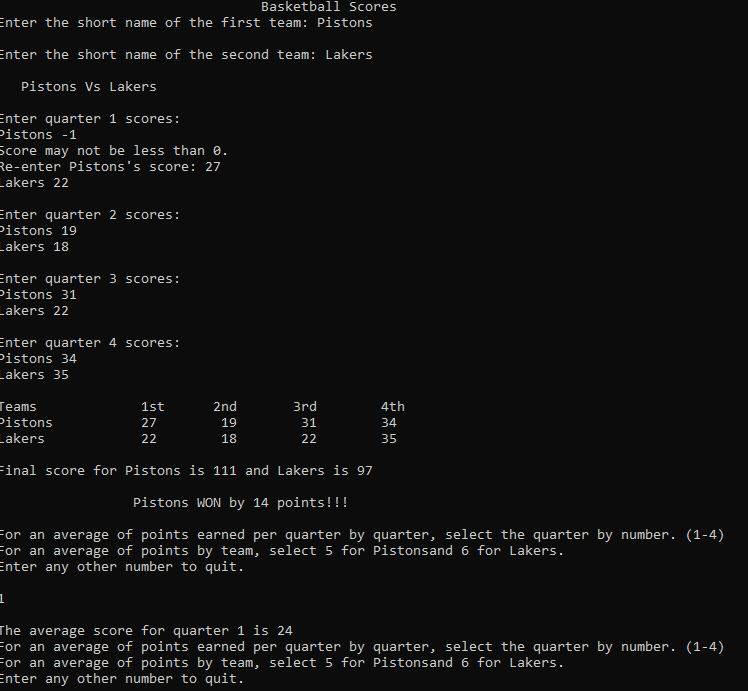 Basketball Scores
Enter the short name of the first team: Pistons
Enter the short name of the second team: Lakers
Pistons Vs Lakers
Enter quarter 1 scores:
Pistons -1
Score may not be less than 0.
Re-enter Pistons's score: 27
Lakers 22
Enter quarter 2 scores:
Pistons 19
Lakers 18
Enter quarter 3 scores:
Pistons 31
Lakers 22
Enter quarter 4 scores:
Pistons 34
Lakers 35
Teams 1st 2nd 3rd 4th
Pistons 27 19 31 34
Lakers 22 18 22 35
Final score for Pistons is 111 and Lakers is 97
Pistons WON by 14 points!!!
For an average of points earned per quarter by quarter, select the quarter by number. (1-4)
For an average of points by team, select 5 for Pistonsand 6 for Lakers.
Enter any other number to quit.
1
The average score for quarter 1 is 24
For an average of points earned per quarter by quarter, select the quarter by number. (1-4)
For an average of points by team, select 5 for Pistonsand 6 for Lakers.
Enter any other number to quit.